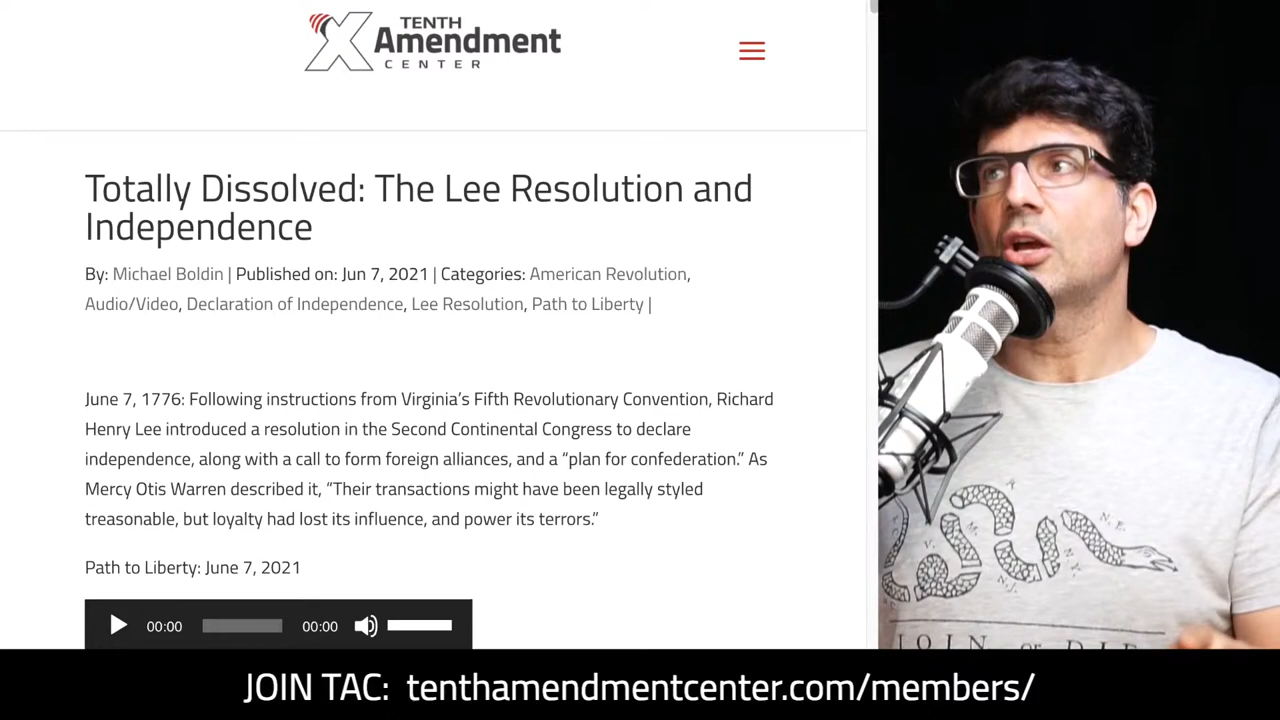 TENTH
Amendment
CENTER
Totally Dissolved: The Lee Resolution and
Independence
By: Michael Boldin | Published on: Jun 7, 2021 | Categories: American Revolution,
Audio/Video, Declaration of Independence, Lee Resolution, Path to Liberty |
June 7, 1776: Following instructions from Virginia’s Fifth Revolutionary Convention, Richard
Henry Lee introduced a resolution in the Second Continental Congress to declare
independence, along with a call to form foreign alliances, and a “plan for confederation.” As
Mercy Otis Warren described it, “Their transactions might have been legally styled
treasonable, but loyalty had lost its influence, and power its terrors.”
Path to Liberty: June 7, 2021
00:00 00:00
N.E.
N.Y.
N.J.
M.
V.
JOIN or DIE
JOIN TAC: tenthamendmentcenter.com/members/